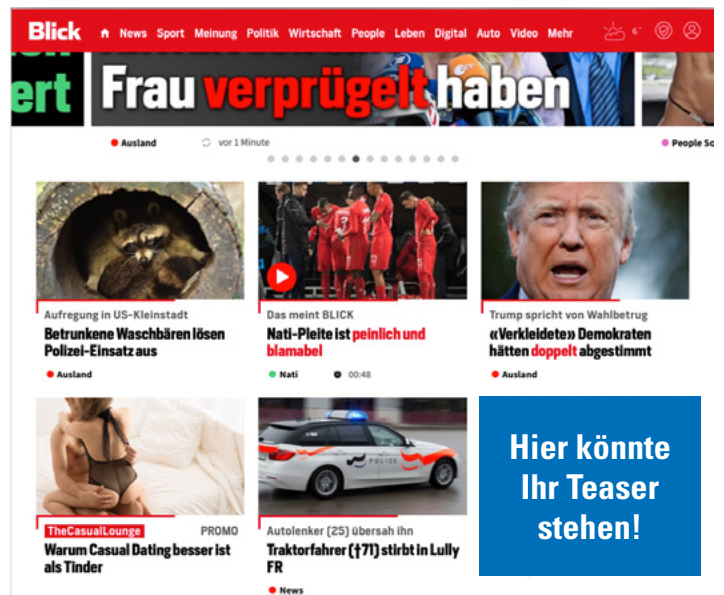 Blick News Sport Meinung Politik Wirtschaft People Leben Digital Auto Video Mehr 6°
ert Frau verprügelt haben
Ausland vor 1 Minute
People
Aufregung in US-Kleinstadt
Betrunkene Waschbären lösen
Polizei-Einsatz aus
Ausland
Das meint BLICK
Nati-Pleite ist peinlich und
blamabel
Nati 00:48
Trump spricht von Wahlbetrug
«Verkleidete» Demokraten
hätten doppelt abgestimmt
Ausland
TheCasualLounge PROMO
Warum Casual Dating besser ist
als Tinder
POLICE
Autolenker (25) übersah ihn
Traktorfahrer (†71) stirbt in Lully
FR
News
Hier könnte
Ihr Teaser
stehen!